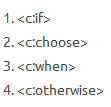 1. <c:if>
2. <c:choose>
3. <c:when>
4. <c:otherwise>